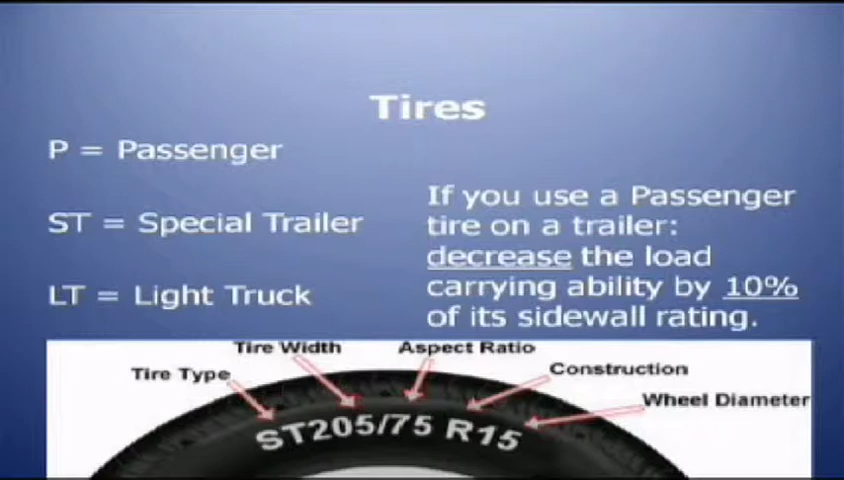 Tires
P = Passenger
ST = Special Trailer
LT = Light Truck
If you use a Passenger
tire on a trailer:
decrease the load
carrying ability by 10%
of its sidewall rating.
Tire Width
Aspect Ratio
Tire Type
Construction
Wheel Diameter
ST205/75 R15